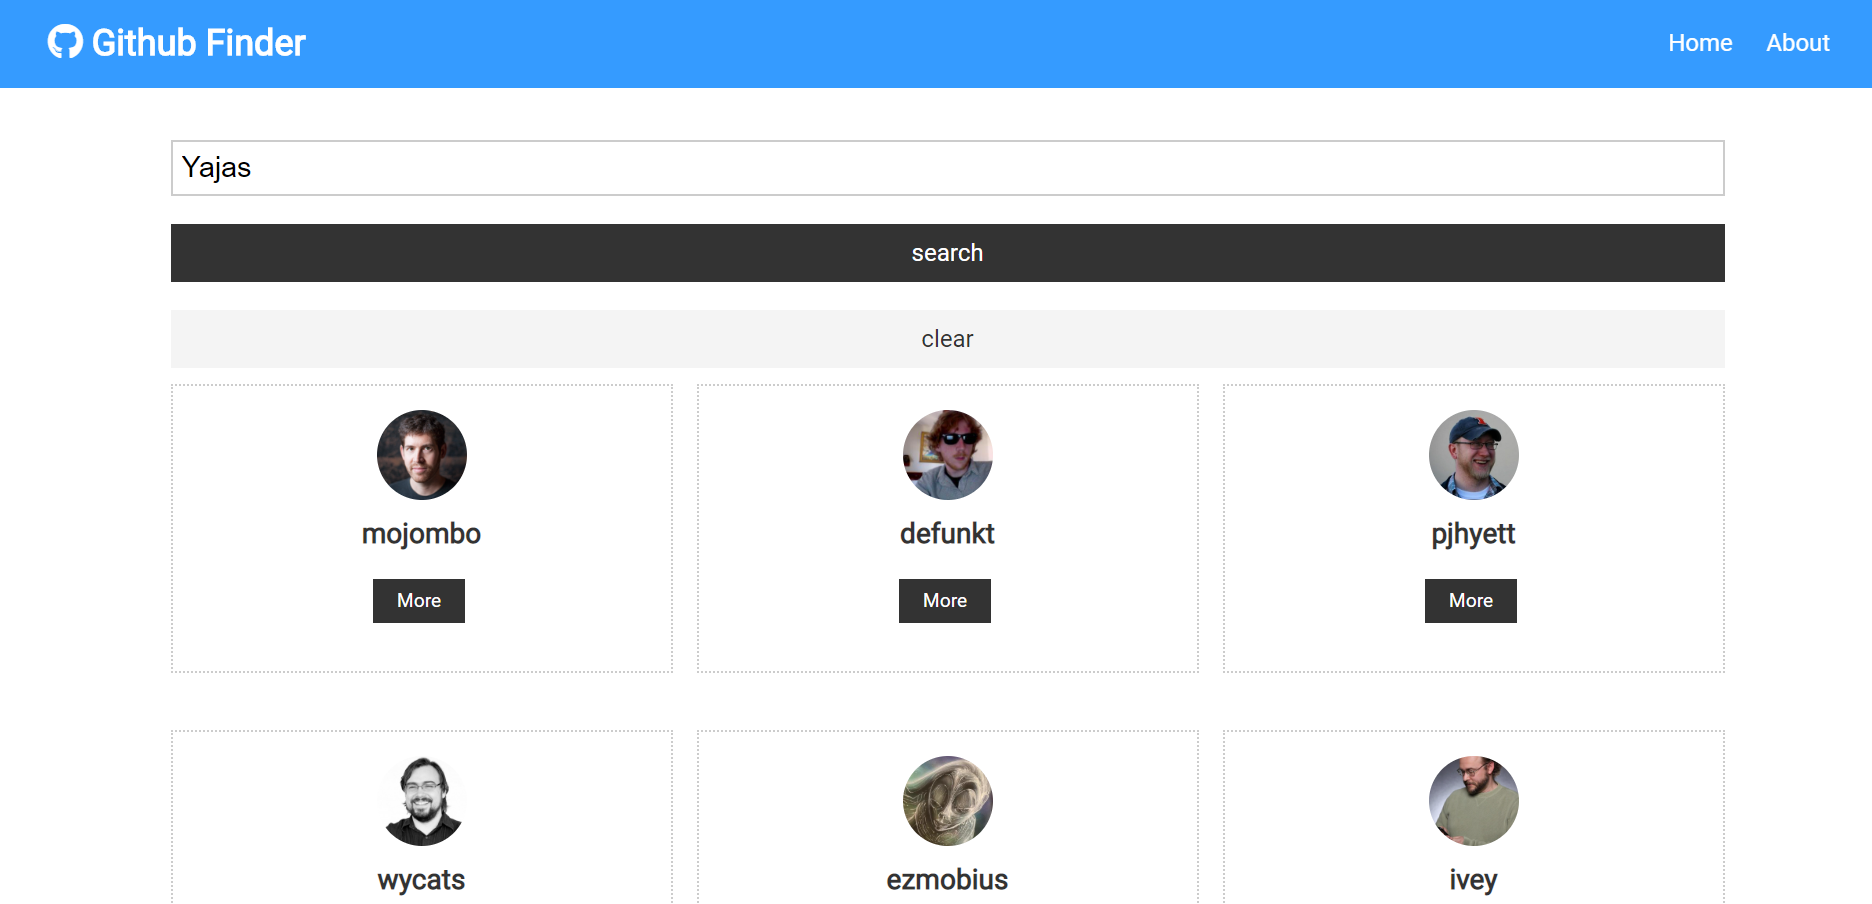 Github Finder
Home
About
Yajas
search
clear
mojombo
defunkt
pjhyett
More
More
More
wycats
ezmobius
ivey